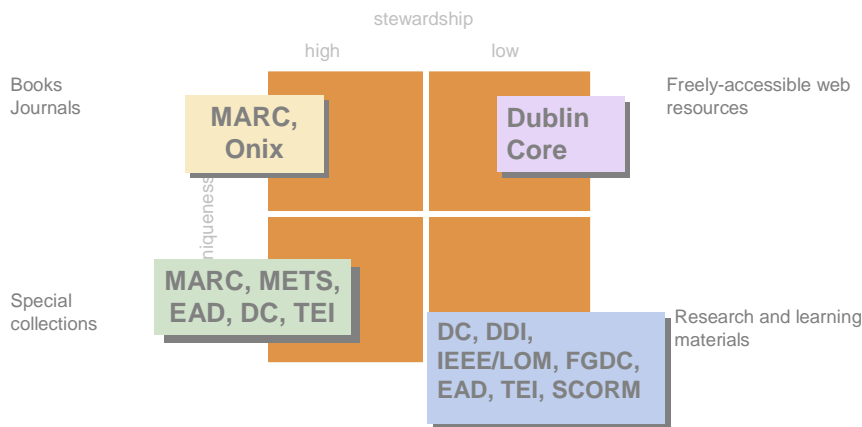 stewardship
high
low
Books
Journals
Freely-accessible web
resources
MARC,
Onix
Dublin
Core
niqueness
MARC, METS,
EAD, DC, TEI
Special
collections
DC, DDI,
IEEE/LOM, FGDC,
EAD, TEI, SCORM
Research and learning
materials